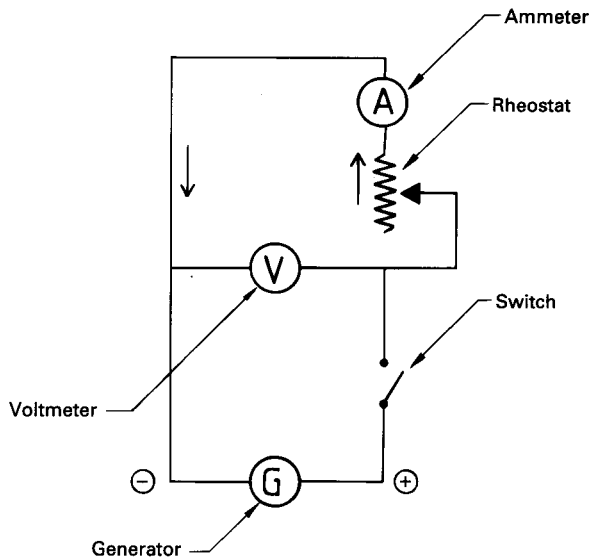 Ammeter
A
Rheostat
V
Switch
Voltmeter
−
G
+
Generator